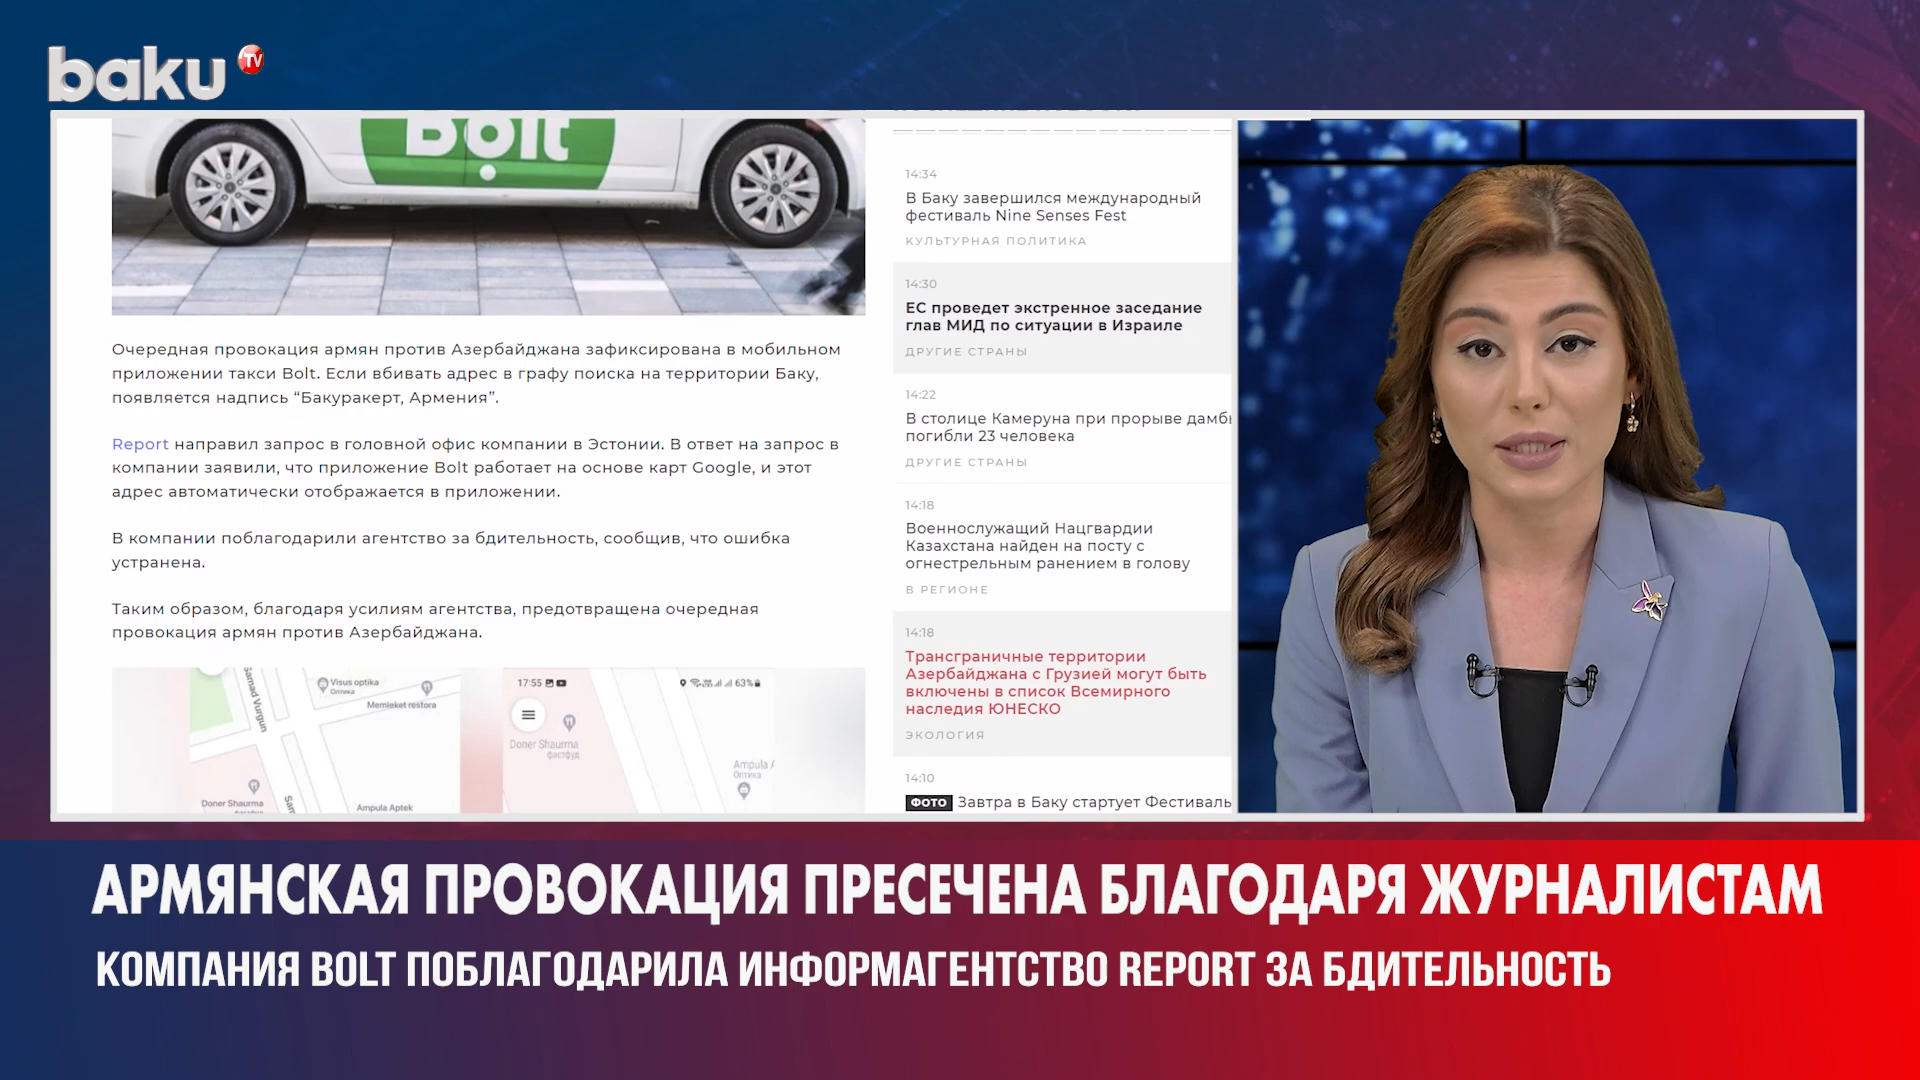 baku TV
Bolt
Очередная провокация армян против Азербайджана зафиксирована в мобильном
приложении такси Bolt. Если вбивать адрес в графу поиска на территории Баку,
появляется надпись “Бакуракерт, Армения”.
Report направил запрос в головной офис компании в Эстонии. В ответ на запрос в
компании заявили, что приложение Bolt работает на основе карт Google, и этот
адрес автоматически отображается в приложении.
В компании поблагодарили агентство за бдительность, сообщив, что ошибка
устранена.
Таким образом, благодаря усилиям агентства, предотвращена очередная
провокация армян против Азербайджана.
Visus optika
Оптика
Memleket restora
Samad Vurgun
Doner Shaurma
Ampula Aptek
17:55
63%
Doner Shaurma
фастфуд
Ampula
Оптика
14:34
В Баку завершился международный
фестиваль Nine Senses Fest
КУЛЬТУРНАЯ ПОЛИТИКА
14:30
ЕС проведет экстренное заседание
глав МИД по ситуации в Израиле
ДРУГИЕ СТРАНЫ
14:22
В столице Камеруна при прорыве дамбы
погибли 23 человека
ДРУГИЕ СТРАНЫ
14:18
Военнослужащий Нацгвардии
Казахстана найден на посту с
огнестрельным ранением в голову
В РЕГИОНЕ
14:18
Трансграничные территории
Азербайджана с Грузией могут быть
включены в список Всемирного
наследия ЮНЕСКО
ЭКОЛОГИЯ
14:10
ФОТО Завтра в Баку стартует Фестиваль
АРМЯНСКАЯ ПРОВОКАЦИЯ ПРЕСЕЧЕНА БЛАГОДАРЯ ЖУРНАЛИСТАМ
КОМПАНИЯ BOLT ПОБЛАГОДАРИЛА ИНФОРМАГЕНТСТВО REPORT ЗА БДИТЕЛЬНОСТЬ